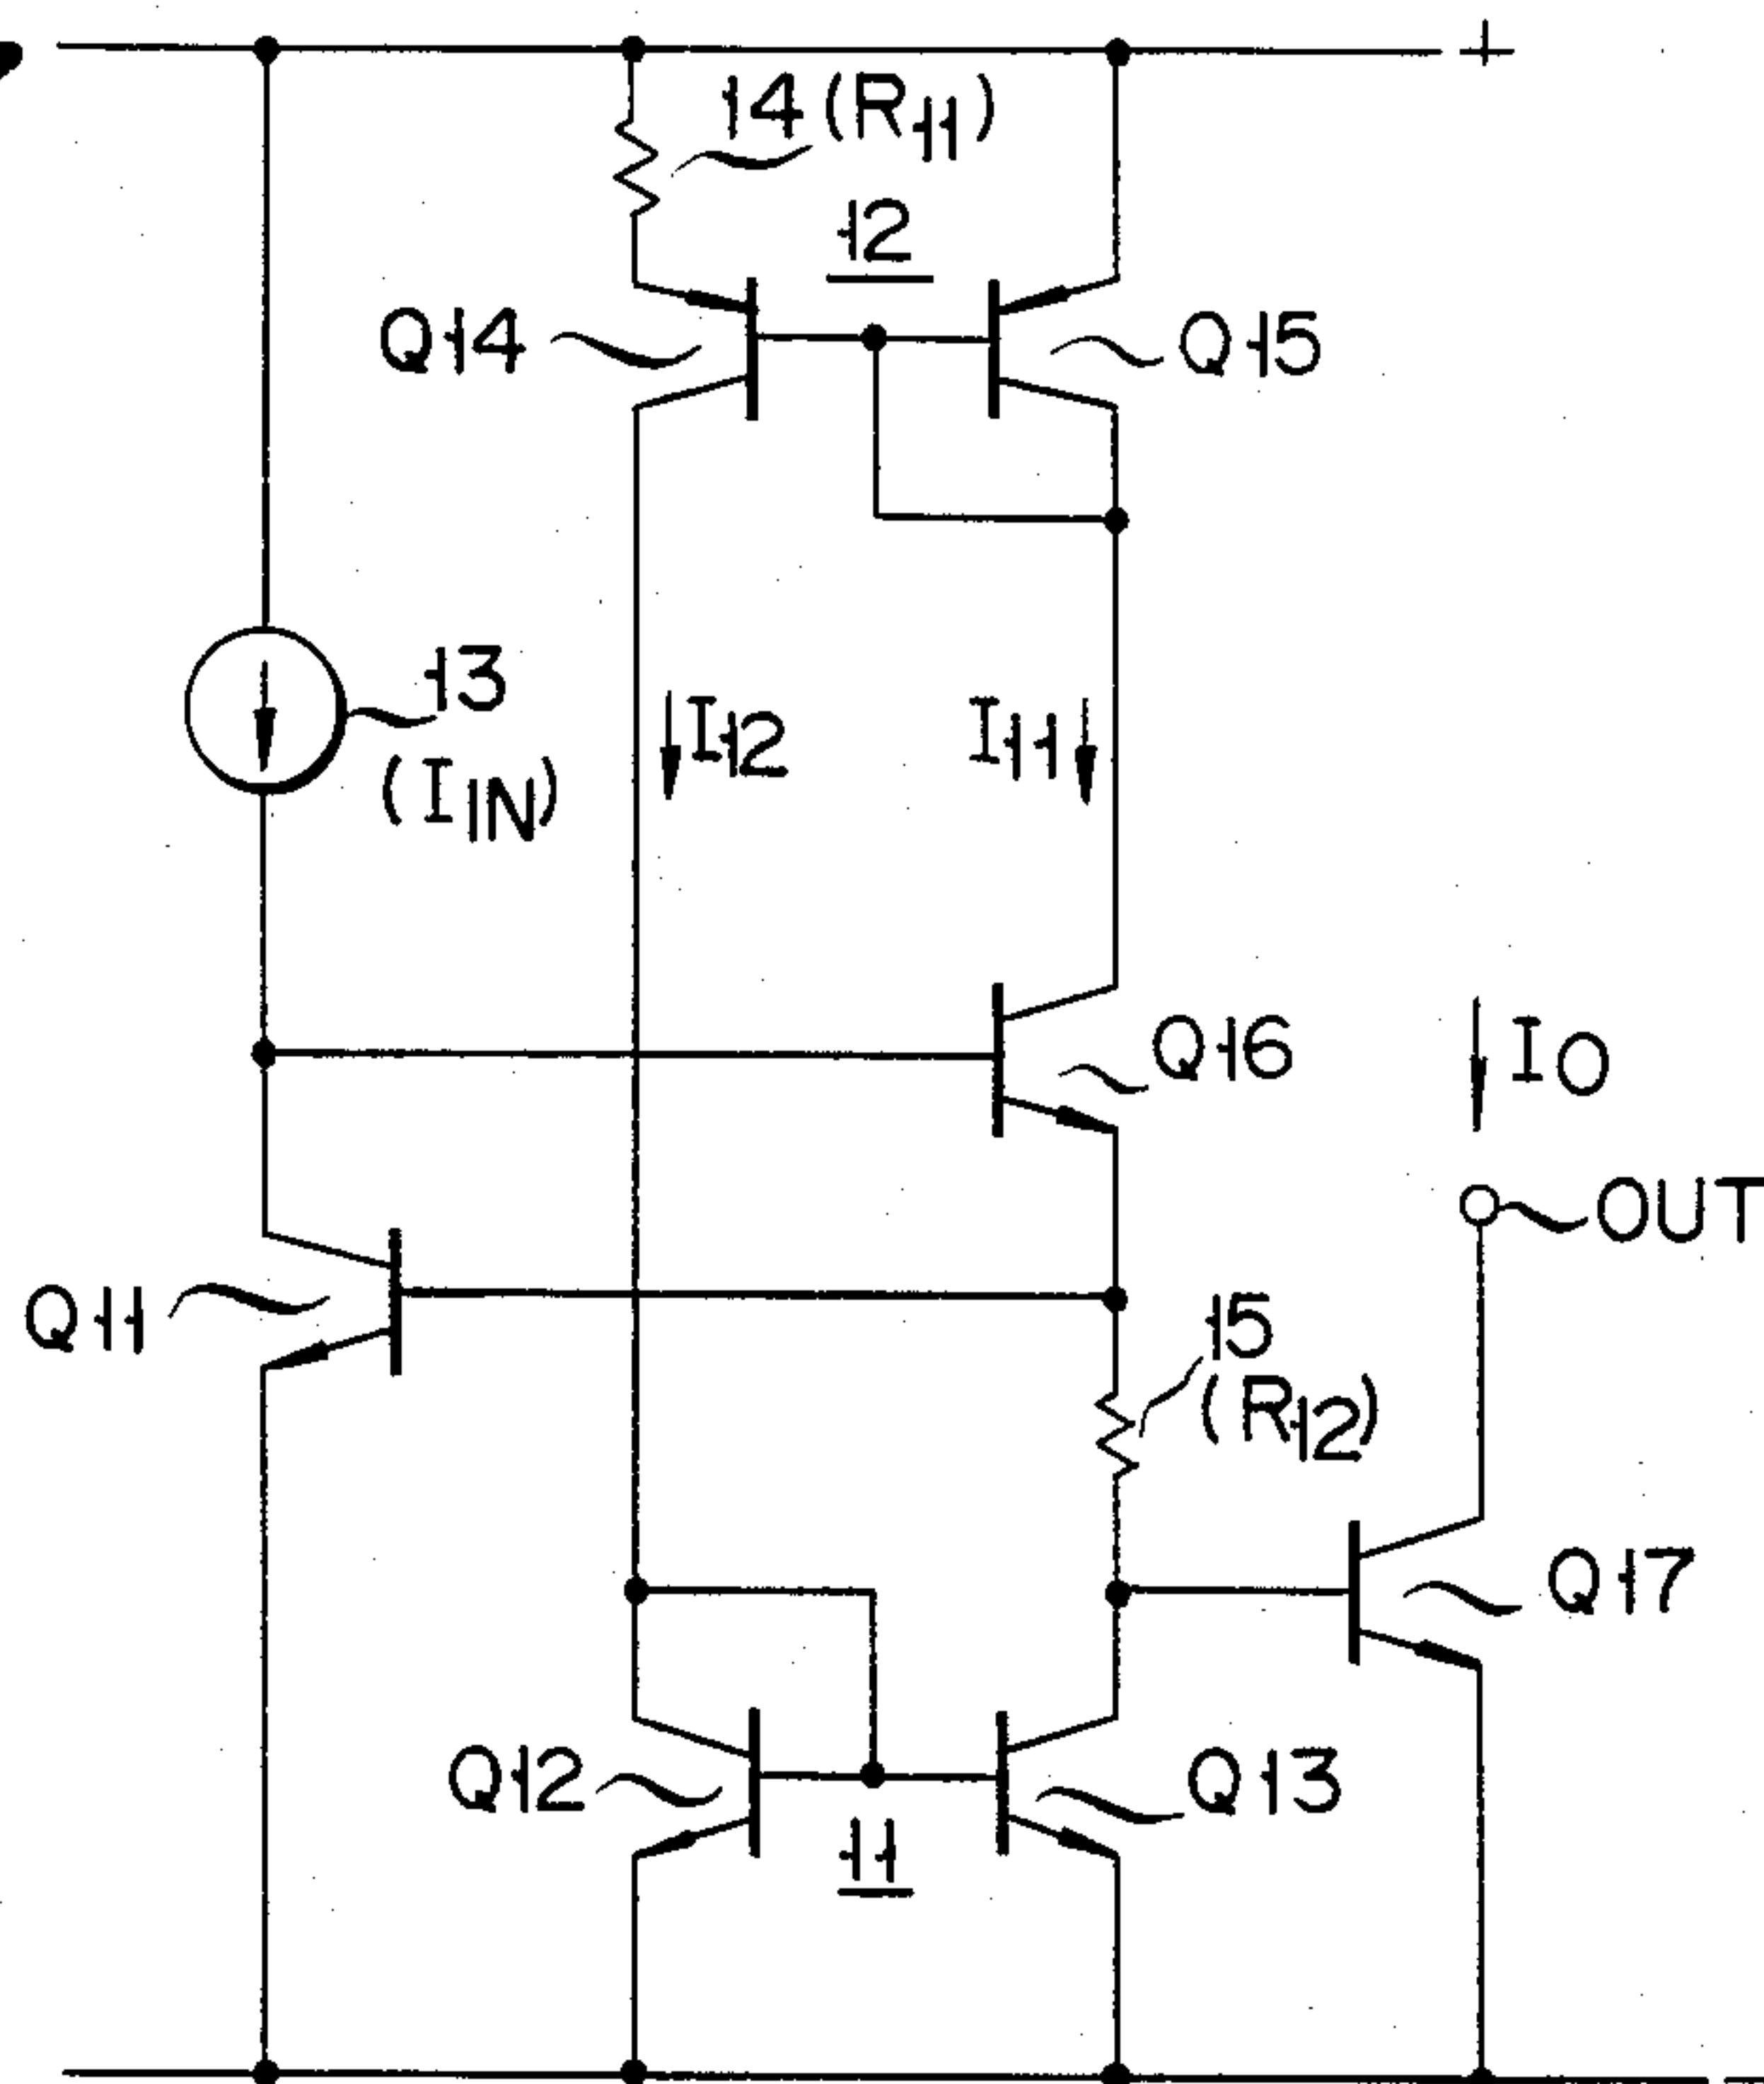 +
14 (R11)
12
Q14
Q15
13
(IIN)
I12
I11
Q16
IO
OUT
Q11
15
(R12)
Q17
Q12
Q13
11